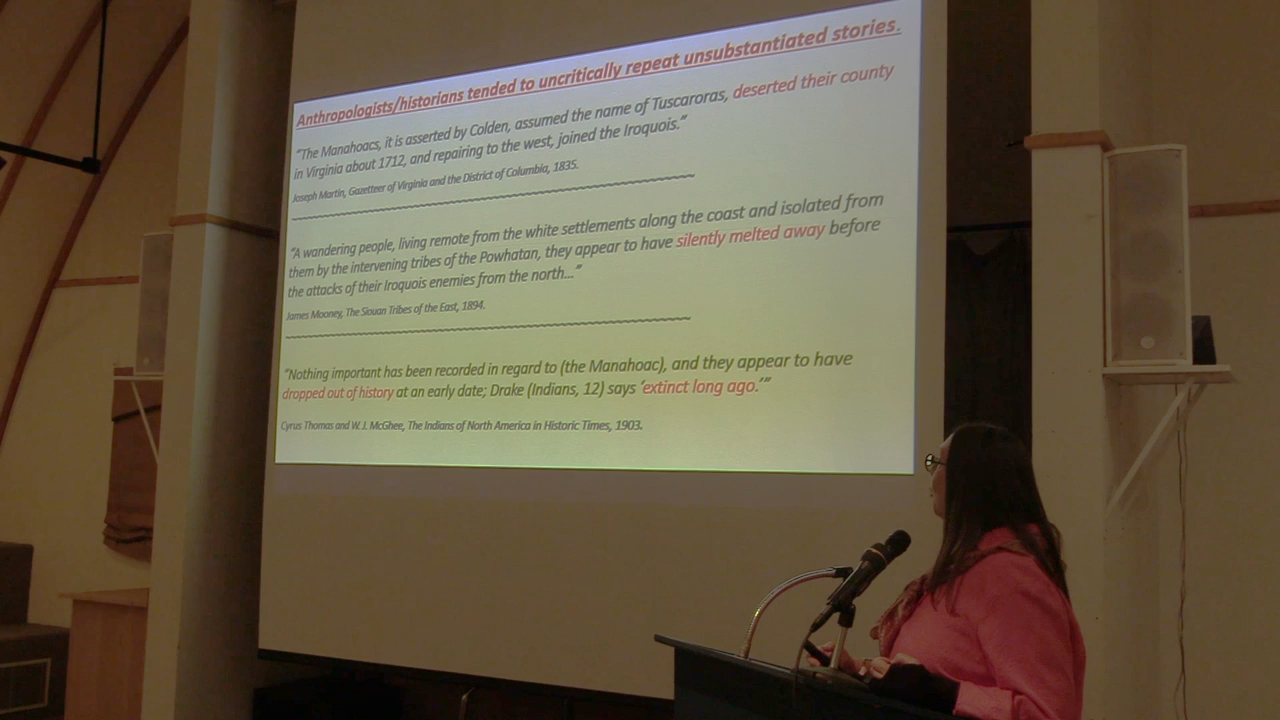 Anthropologists/historians tended to uncritically repeat unsubstantiated stories.
"The Manahoacs, it is asserted by Colden, assumed the name of Tuscaroras, deserted their county
in Virginia about 1712, and repairing to the west, joined the Iroquois."
Joseph Martin, Gazetteer of Virginia and the District of Columbia, 1835.
"A wandering people, living remote from the white settlements along the coast and isolated from
them by the intervening tribes of the Powhatan, they appear to have silently melted away before
the attacks of their Iroquois enemies from the north..."
James Mooney, The Siouan Tribes of the East, 1894.
"Nothing important has been recorded in regard to (the Manahoac), and they appear to have
dropped out of history at an early date; Drake (Indians, 12) says 'extinct long ago.'"
Cyrus Thomas and W. J. McGhee, The Indians of North America in Historic Times, 1903.